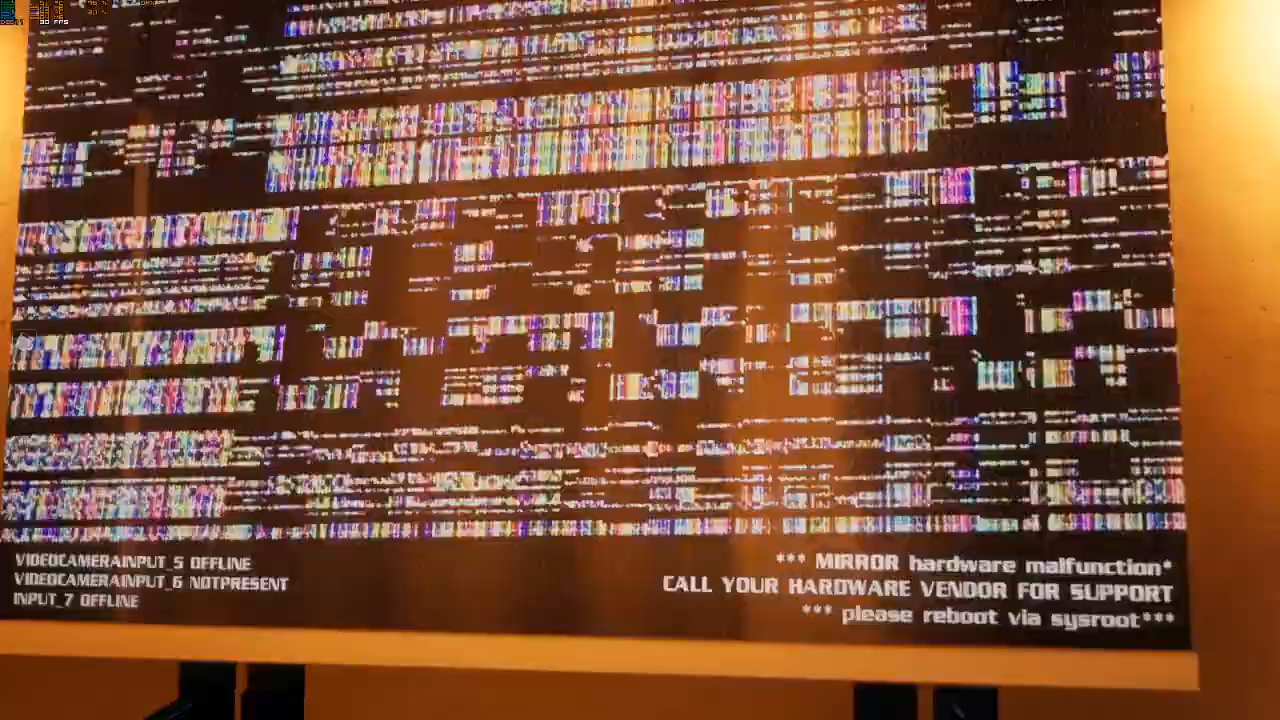 VIDEOCAMERAINPUT_5 OFFLINE
VIDEOCAMERAINPUT_6 NOTPRESENT
INPUT_7 OFFLINE
*** MIRROR hardware malfunction*
CALL YOUR HARDWARE VENDOR FOR SUPPORT
*** please reboot via sysroot***